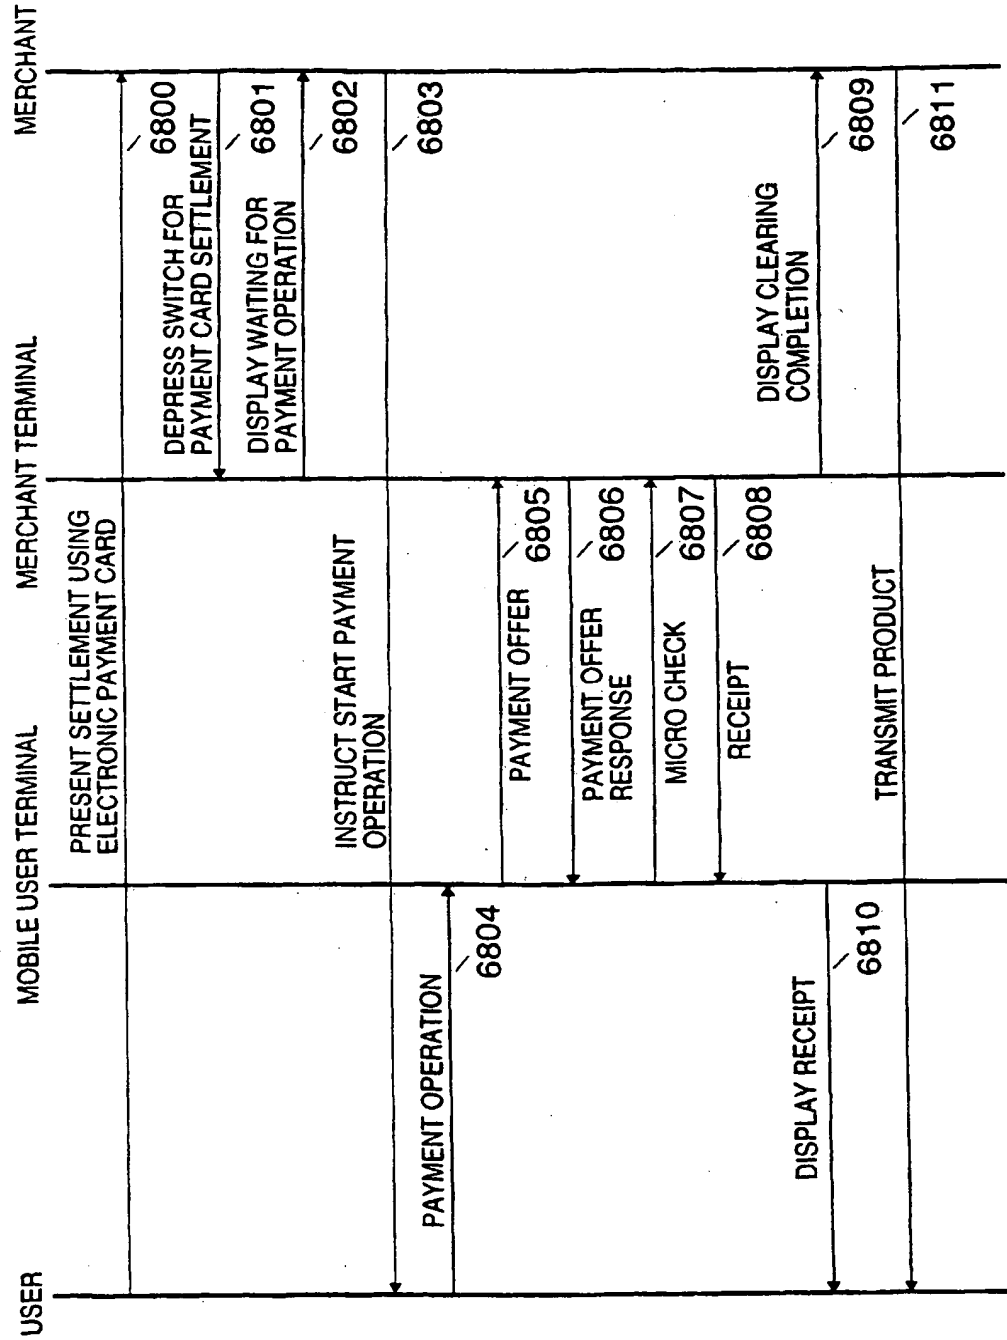 USER
MOBILE USER TERMINAL
MERCHANT TERMINAL
MERCHANT
PRESENT SETTLEMENT USING
ELECTRONIC PAYMENT CARD
6800
DEPRESS SWITCH FOR
PAYMENT CARD SETTLEMENT
6801
DISPLAY WAITING FOR
PAYMENT OPERATION
6802
INSTRUCT START PAYMENT
OPERATION
6803
PAYMENT OPERATION
6804
PAYMENT OFFER
6805
PAYMENT OFFER
RESPONSE
6806
MICRO CHECK
6807
RECEIPT
6808
DISPLAY CLEARING
COMPLETION
6809
DISPLAY RECEIPT
6810
TRANSMIT PRODUCT
6811